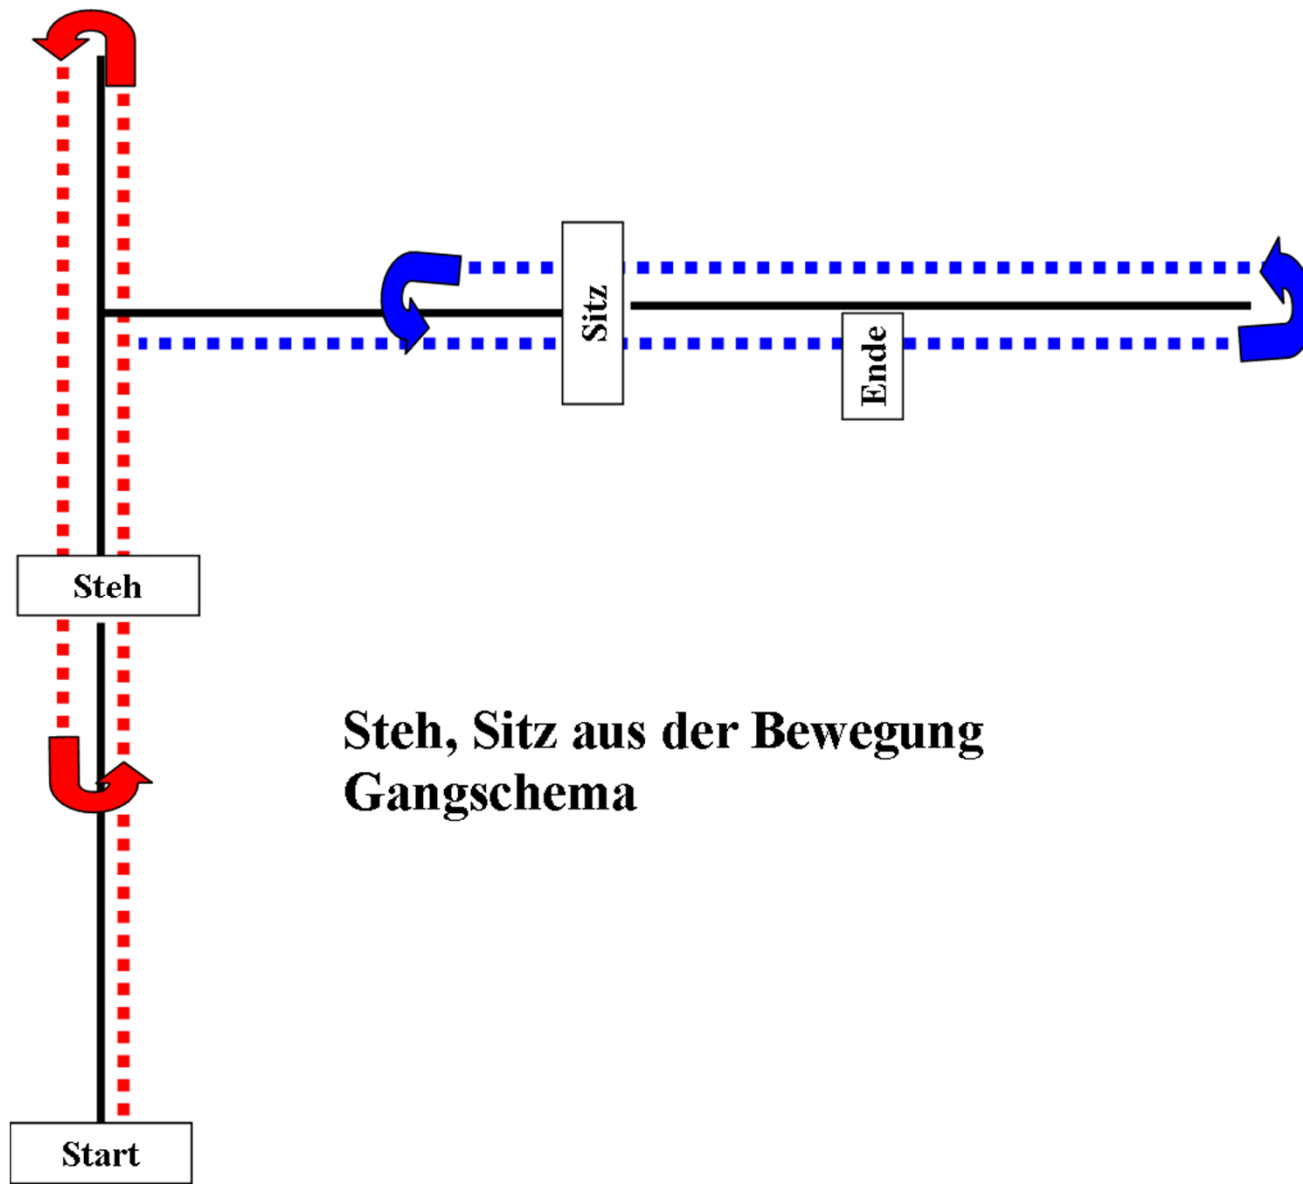 Sitz
Ende
Steh
Steh, Sitz aus der Bewegung
Gangschema
Start